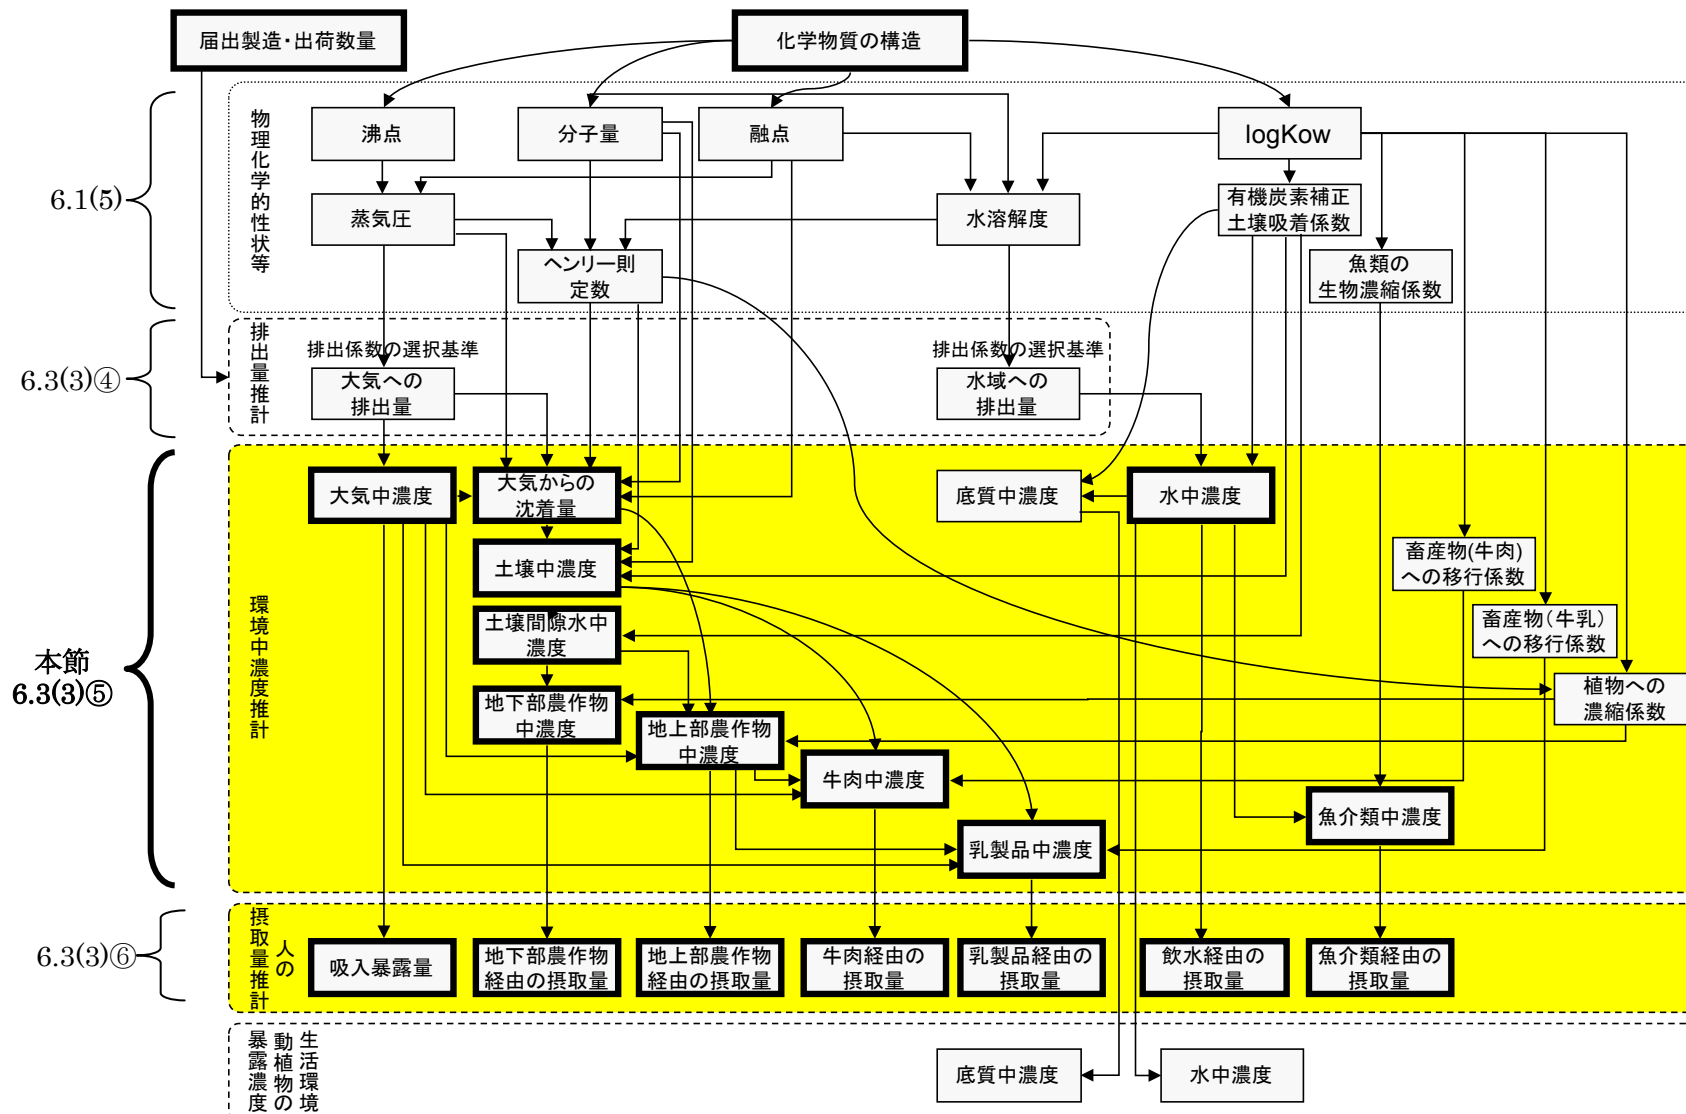 届出製造・出荷数量
化学物質の構造
6.1(5)
物理化学的性状等
沸点
分子量
融点
logKow
蒸気圧
水溶解度
有機炭素補正
土壌吸着係数
ヘンリー則
定数
魚類の
生物濃縮係数
6.3(3)④
排出量推計
排出係数の選択基準
大気への
排出量
排出係数の選択基準
水域への
排出量
本節
6.3(3)⑤
環境中濃度推計
大気中濃度
大気からの
沈着量
底質中濃度
水中濃度
土壌中濃度
畜産物(牛肉)
への移行係数
土壌間隙水中
濃度
畜産物(牛乳)
への移行係数
地下部農作物
中濃度
植物への
濃縮係数
地上部農作物
中濃度
牛肉中濃度
魚介類中濃度
乳製品中濃度
6.3(3)⑥
人の
摂取量推計
吸入暴露量
地下部農作物
経由の摂取量
地上部農作物
経由の摂取量
牛肉経由の
摂取量
乳製品経由の
摂取量
飲水経由の
摂取量
魚介類経由の
摂取量
生活環境
動植物の
暴露濃度
底質中濃度
水中濃度